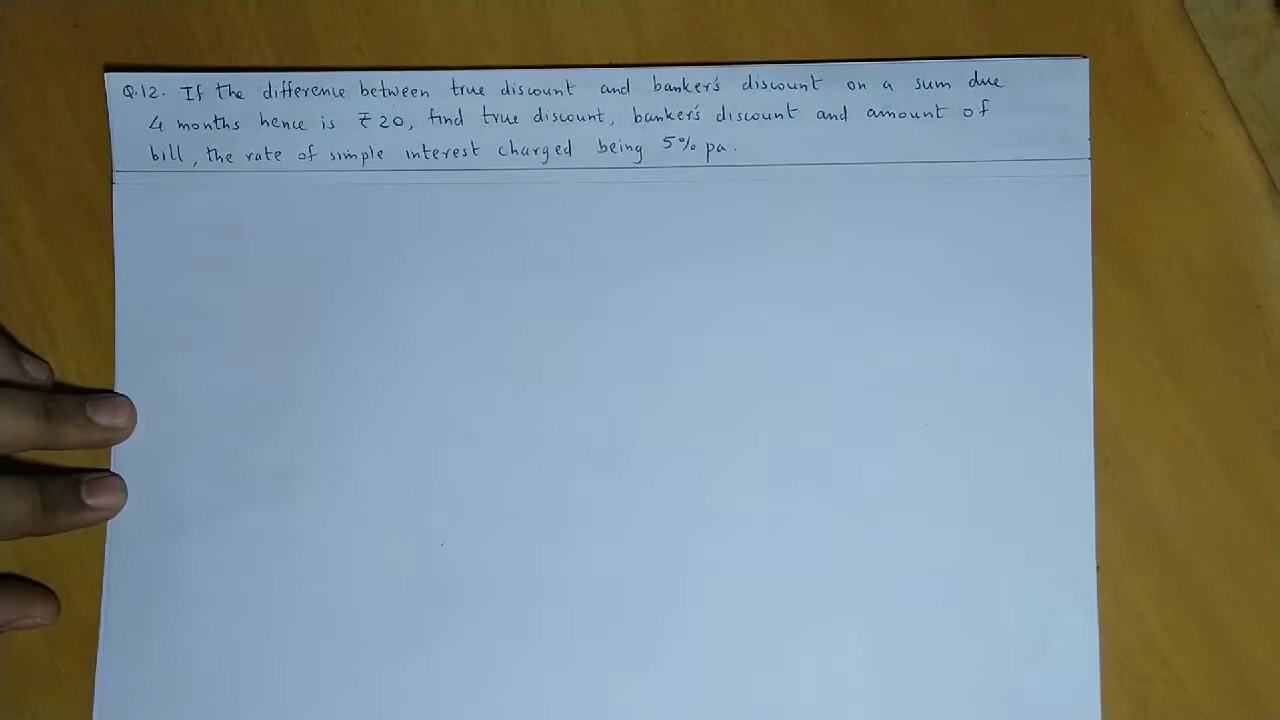 Q.12. If the difference between true discount and banker's discount on a sum due
4 months hence is ₹20, find true discount, banker's discount and amount of
bill, the rate of simple interest charged being 5% pa.